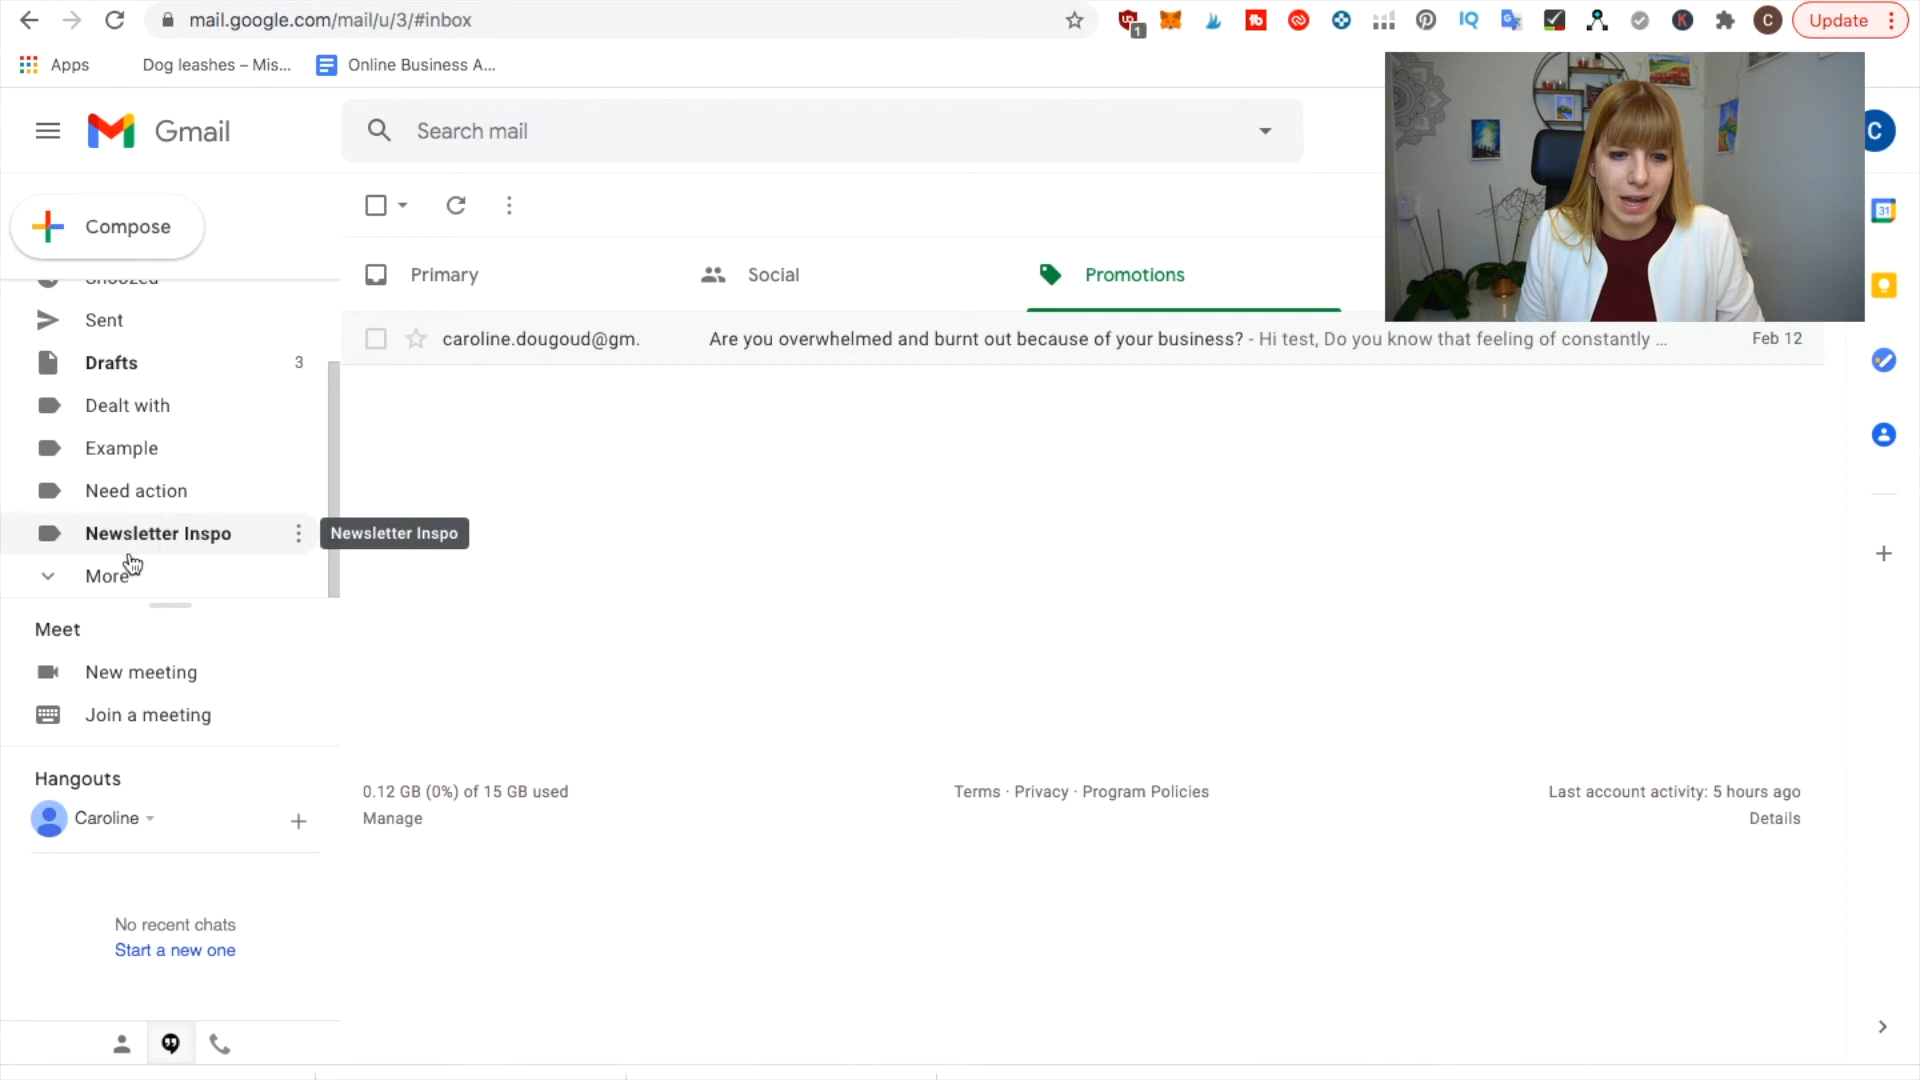 mail.google.com/mail/u/3/#inbox
1
Update
Apps
Dog leashes – Mis...
Online Business A...
Gmail
Search mail
C
Compose
Snoozed
Sent
Drafts 3
Dealt with
Example
Need action
Newsletter Inspo
Newsletter Inspo
More
Primary
Social
Promotions
caroline.dougoud@gm. Are you overwhelmed and burnt out because of your business? - Hi test, Do you know that feeling of constantly ... Feb 12
31
Meet
New meeting
Join a meeting
Hangouts
Caroline
No recent chats
Start a new one
0.12 GB (0%) of 15 GB used
Manage
Terms · Privacy · Program Policies
Last account activity: 5 hours ago
Details